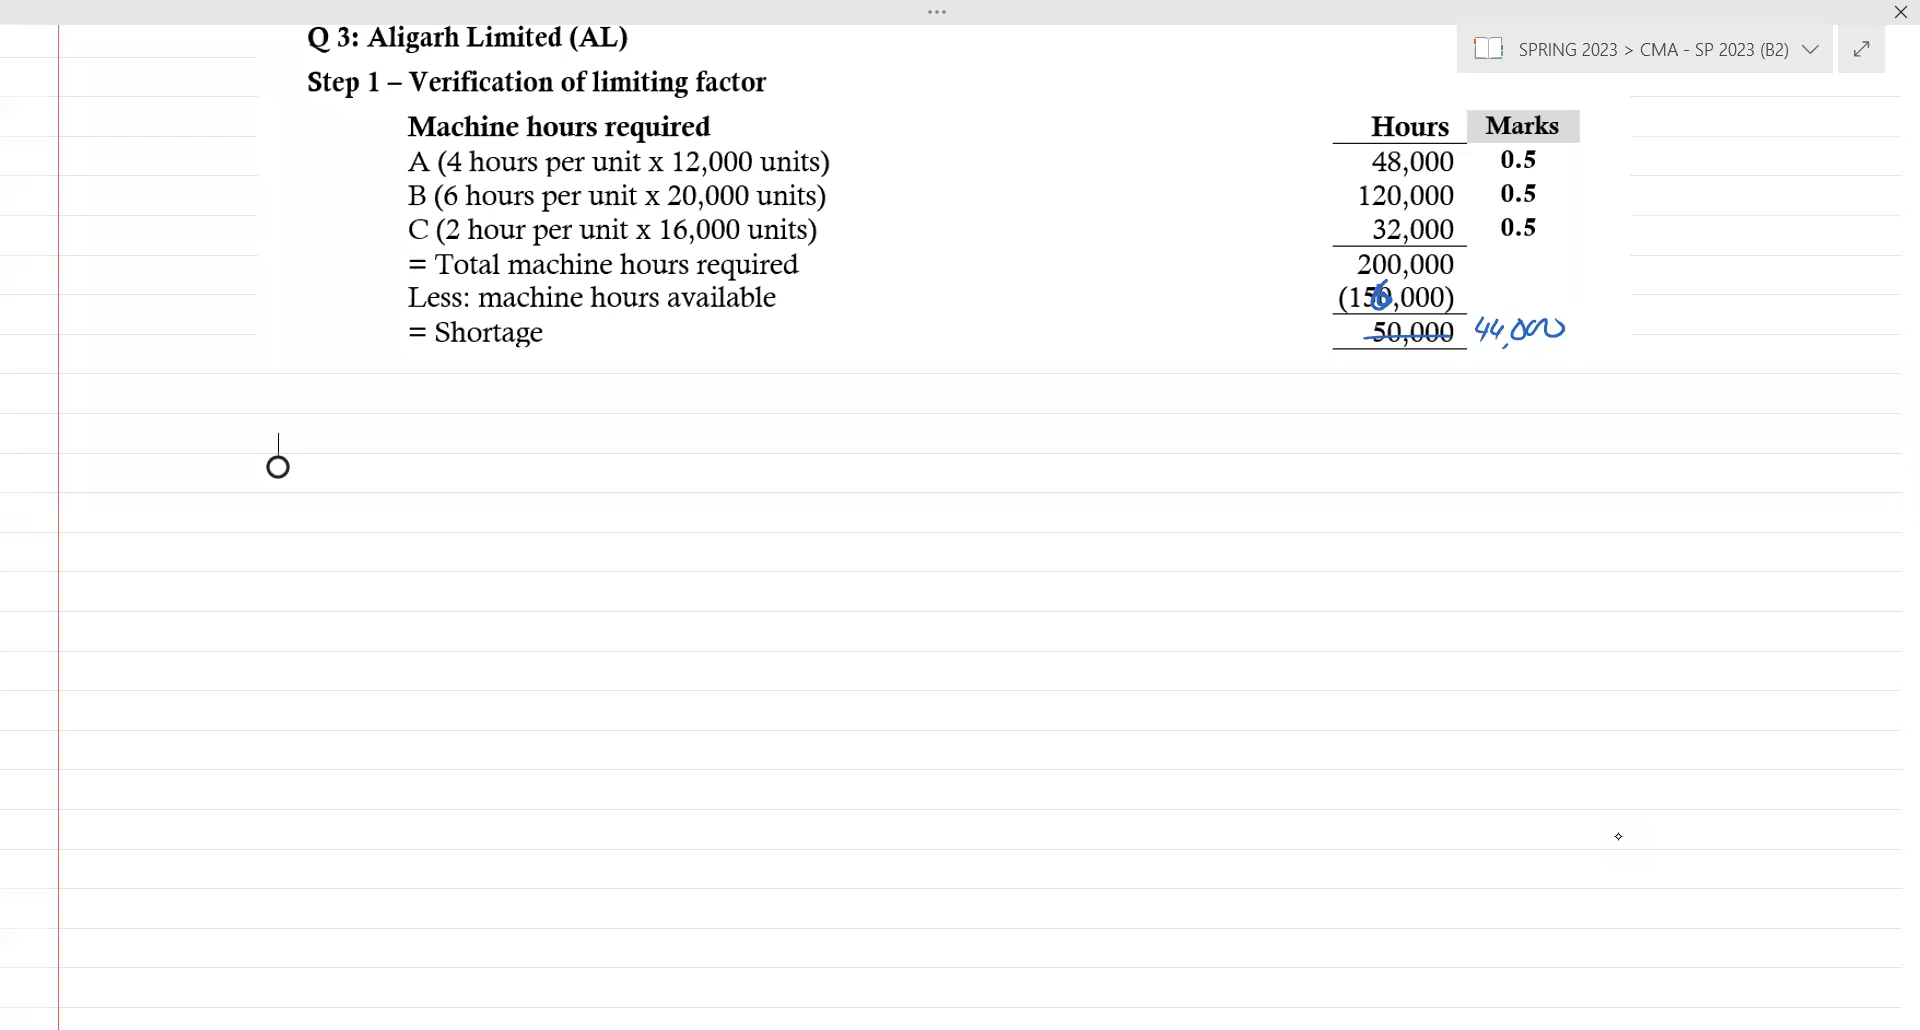 SPRING 2023 > CMA - SP 2023 (B2)
Q 3: Aligarh Limited (AL)
Step 1 – Verification of limiting factor
Machine hours required Hours Marks
A (4 hours per unit x 12,000 units) 48,000 0.5
B (6 hours per unit x 20,000 units) 120,000 0.5
C (2 hour per unit x 16,000 units) 32,000 0.5
= Total machine hours required 200,000
Less: machine hours available (156,000)
= Shortage 50,000 44,000